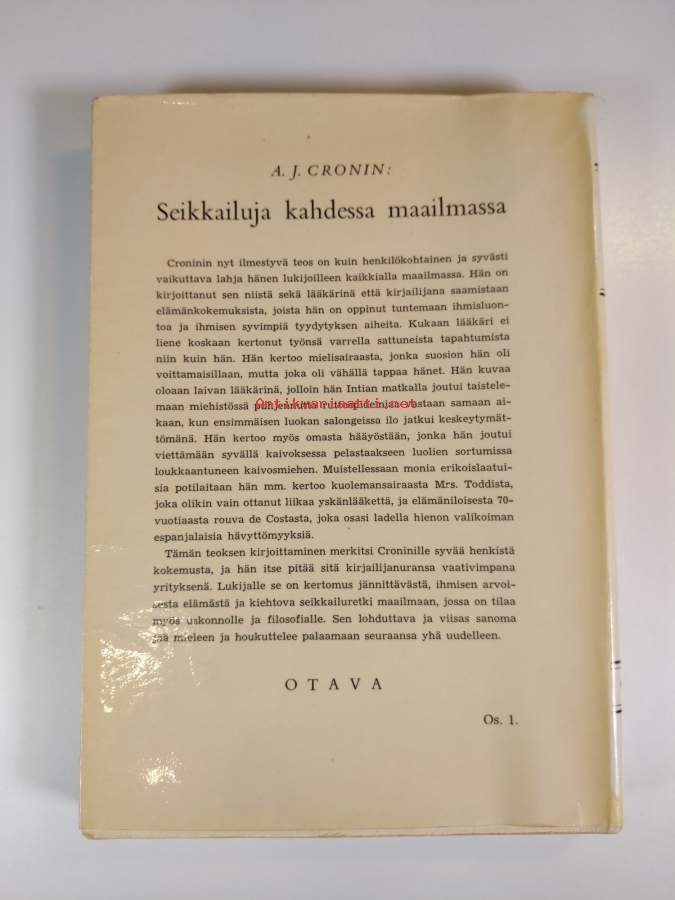 A. J. CRONIN:
Seikkailuja kahdessa maailmassa
Croninin nyt ilmestyvä teos on kuin henkilökohtainen ja syvästi
vaikuttava lahja hänen lukijoilleen kaikkialla maailmassa. Hän on
kirjoittanut sen niistä sekä lääkärinä että kirjailijana saamistaan
elämänkokemuksista, joista hän on oppinut tuntemaan ihmisluon-
toa ja ihmisen syvimpiä tyydytyksen aiheita. Kukaan lääkäri ei
liene koskaan kertonut työnsä varrella sattuneista tapahtumista
niin kuin hän. Hän kertoo mielisairaasta, jonka suosion hän oli
voittamaisillaan, mutta joka oli vähällä tappaa hänet. Hän kuvaa
oloaan laivan lääkärinä, jolloin hän Intian matkalla joutui taistele-
maan miehistössä vastaan samaan ai-
Antikvariaatti.net
kaan, kun ensimmäisen luokan salongeissa ilo jatkui keskeytymät-
tömänä. Hän kertoo myös omasta hääyöstään, jonka hän joutui
viettämään syvällä kaivoksessa pelastaakseen luolien sortumissa
loukkaantuneen kaivosmiehen. Muistellessaan monia erikoislaatui-
sia potilaitaan hän mm. kertoo kuolemansairaasta Mrs. Toddista,
joka olikin vain ottanut liikaa yskänlääkettä, ja elämäniloisesta 70-
vuotiaasta rouva de Costasta, joka osasi ladella hienon valikoiman
espanjalaisia hävyttömyyksiä.
Tämän teoksen kirjoittaminen merkitsi Croninille syvää henkistä
kokemusta, ja hän itse pitää sitä kirjailijanuransa vaativimpana
yrityksenä. Lukijalle se on kertomus jännittävästä, ihmisen arvoi-
sesta elämästä ja kiehtova seikkailuretki maailmaan, jossa on tilaa
myös uskonnolle ja filosofialle. Sen lohduttava ja viisas sanoma
jää mieleen ja houkuttelee palaamaan seuraansa yhä uudelleen.
OTAVA
Os. 1.